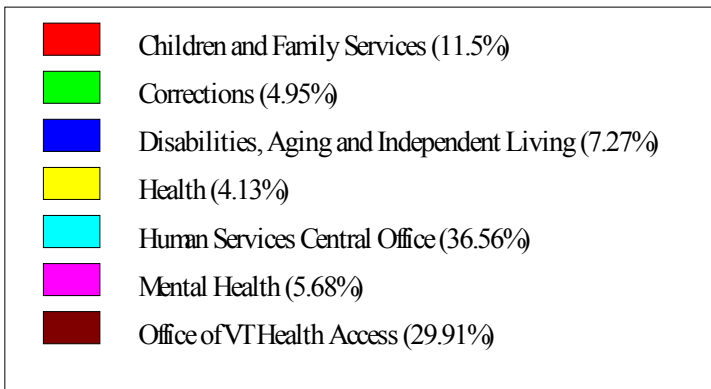 Children and Family Services (11.5%)
Corrections (4.95%)
Disabilities, Aging and Independent Living (7.27%)
Health (4.13%)
Human Services Central Office (36.56%)
Mental Health (5.68%)
Office of VT Health Access (29.91%)